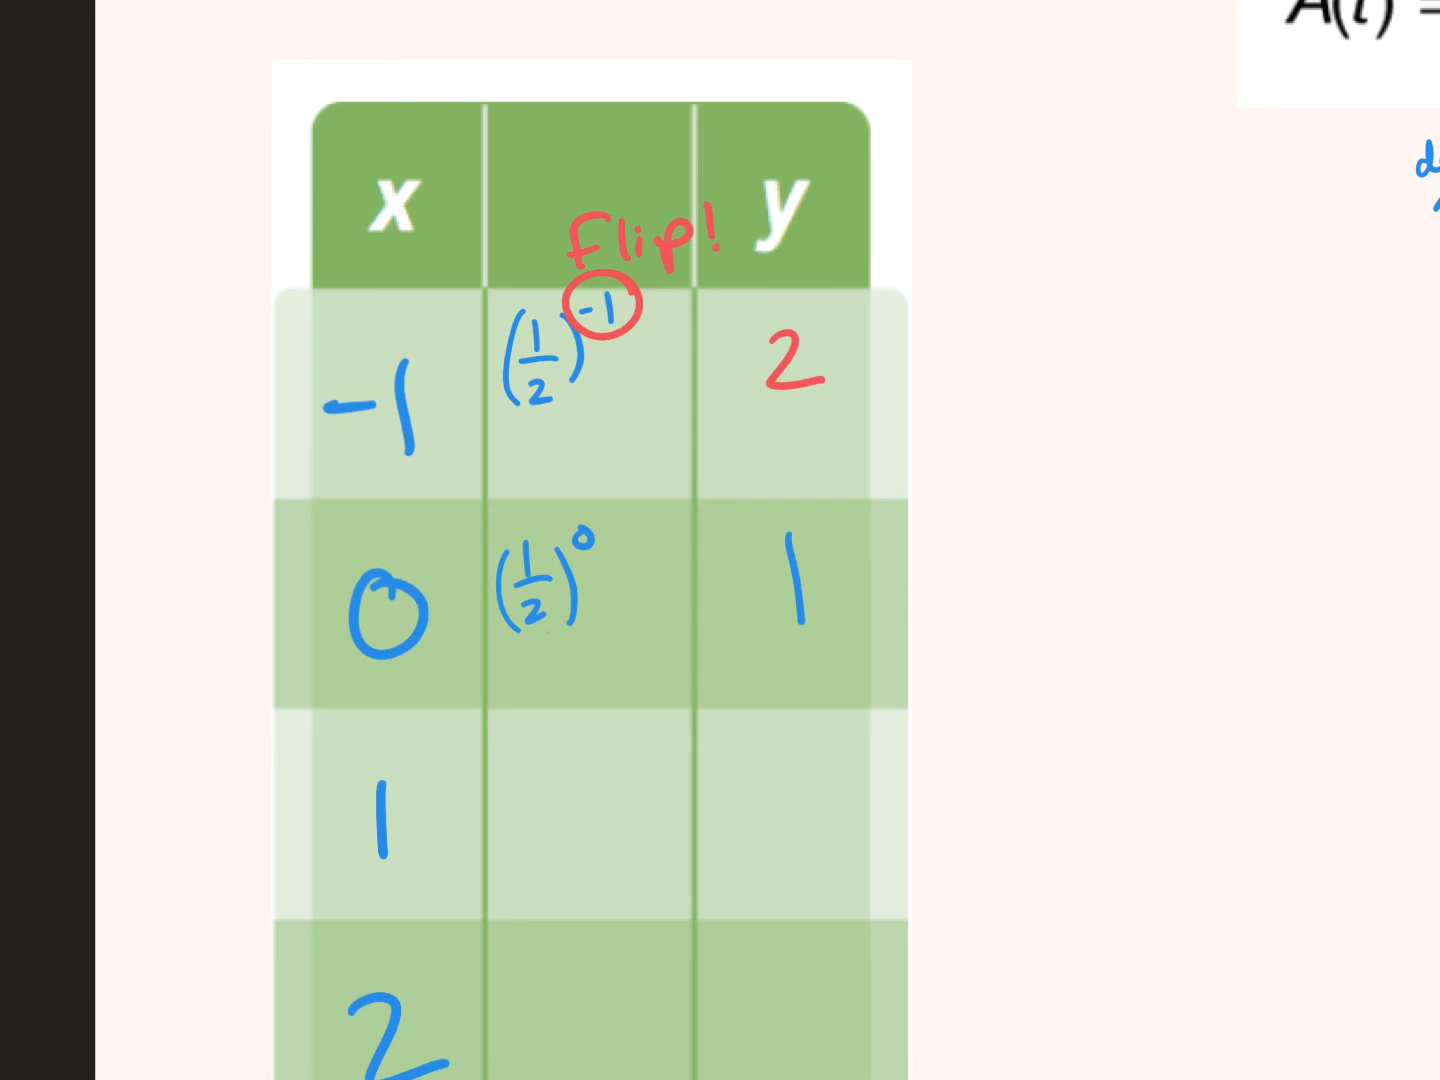 A(t) =
x y
Flip!
-1 (1/2)^-1 2
0 (1/2)^0 1
1
2